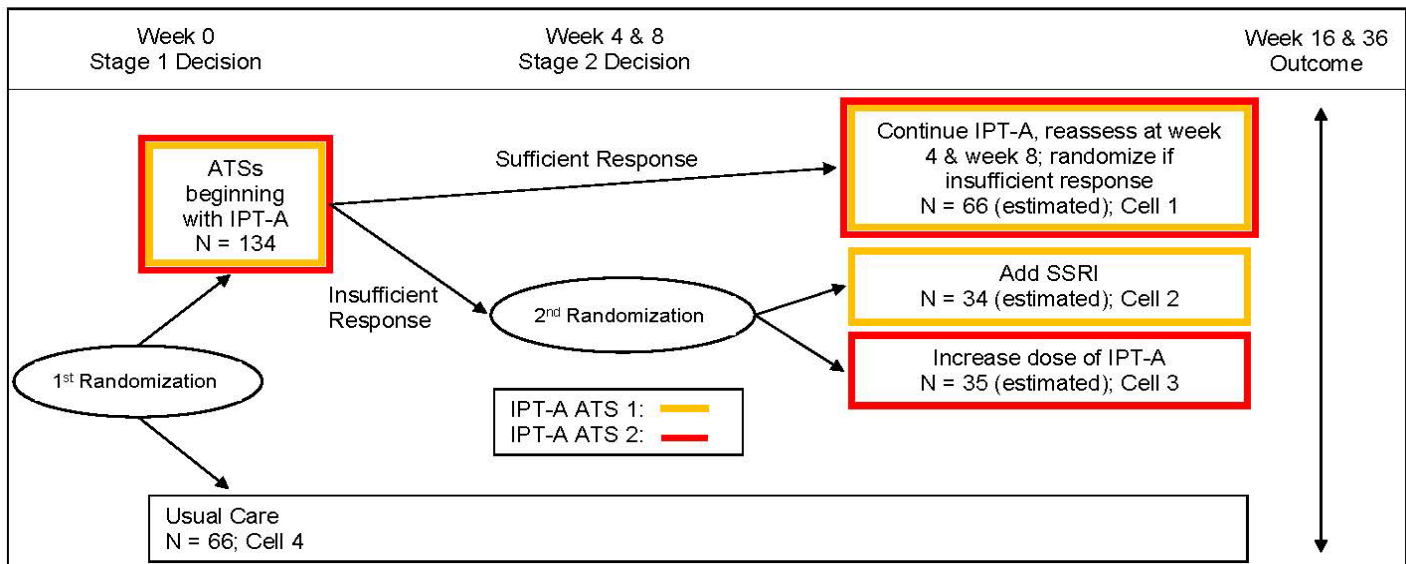 Week 0
Stage 1 Decision
Week 4 & 8
Stage 2 Decision
Week 16 & 36
Outcome
ATSs
beginning
with IPT-A
N = 134
Sufficient Response
Continue IPT-A, reassess at week
4 & week 8; randomize if
insufficient response
N = 66 (estimated); Cell 1
Insufficient
Response
2nd Randomization
Add SSRI
N = 34 (estimated); Cell 2
Increase dose of IPT-A
N = 35 (estimated); Cell 3
1st Randomization
IPT-A ATS 1:
IPT-A ATS 2:
Usual Care
N = 66; Cell 4